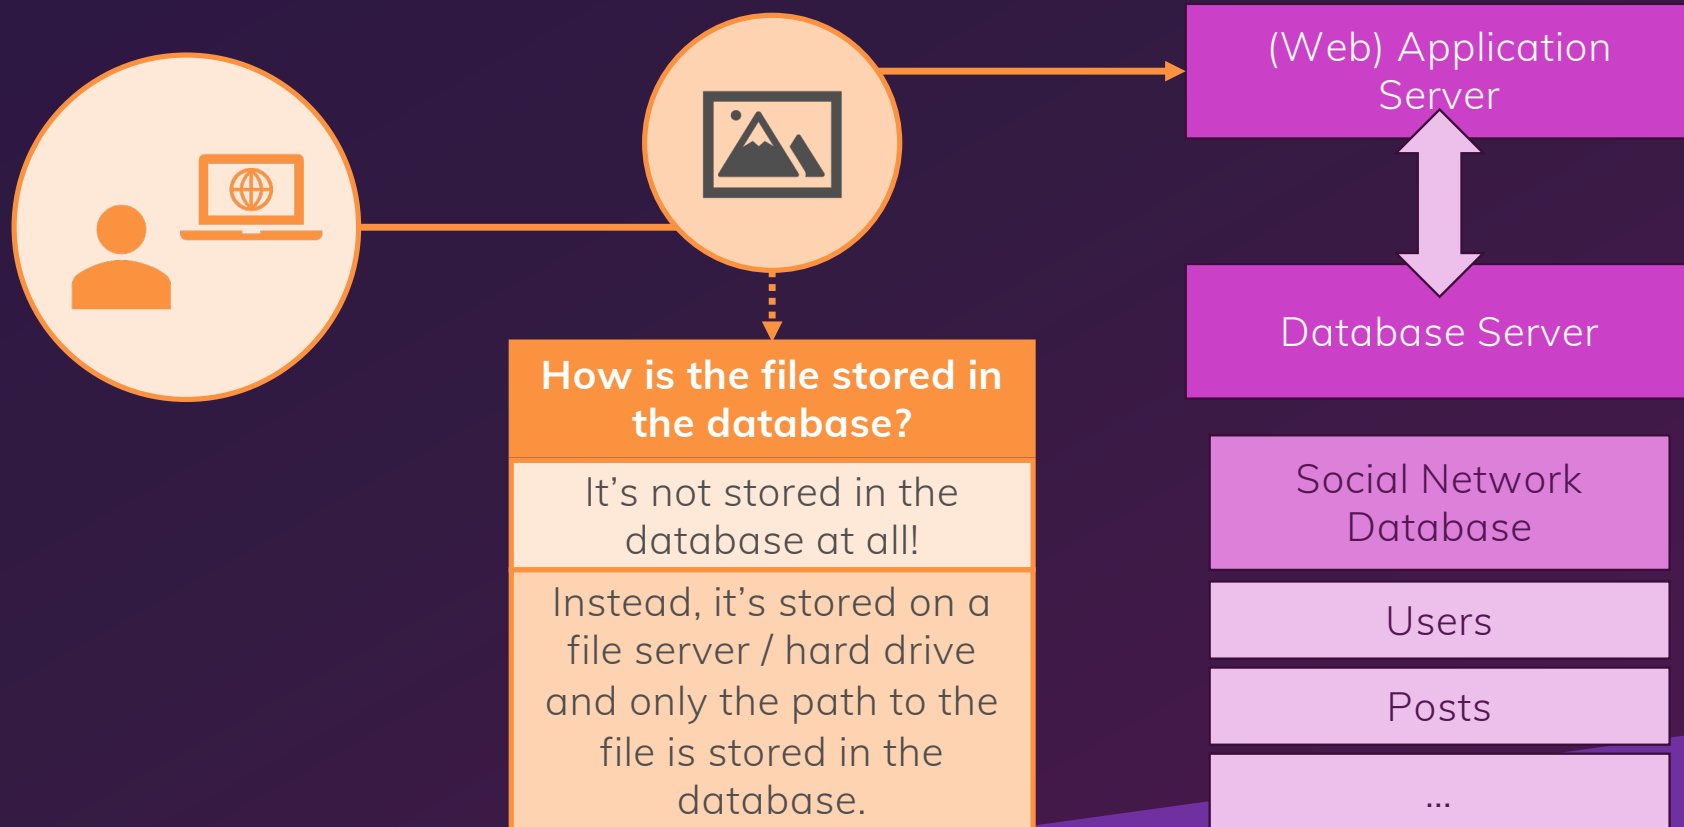 (Web) Application
Server
Database Server
How is the file stored in
the database?
It’s not stored in the
database at all!
Instead, it’s stored on a
file server / hard drive
and only the path to the
file is stored in the
database.
Social Network
Database
Users
Posts
...